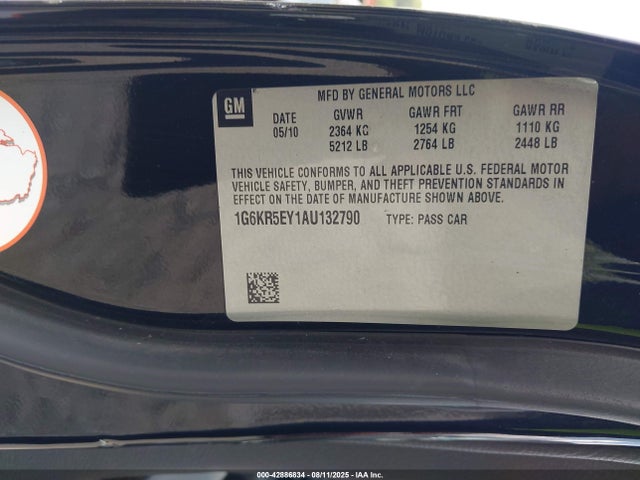 MFD BY GENERAL MOTORS LLC
GM
DATE GVWR GAWR FRT GAWR RR
05/10 2364 KG 1254 KG 1110 KG
5212 LB 2764 LB 2448 LB
THIS VEHICLE CONFORMS TO ALL APPLICABLE U.S. FEDERAL MOTOR
VEHICLE SAFETY, BUMPER, AND THEFT PREVENTION STANDARDS IN
EFFECT ON THE DATE OF MANUFACTURE SHOWN ABOVE.
1G6KR5EY1AU132790 TYPE: PASS CAR
000-42886834 - 08/11/2025 - IAA Inc.